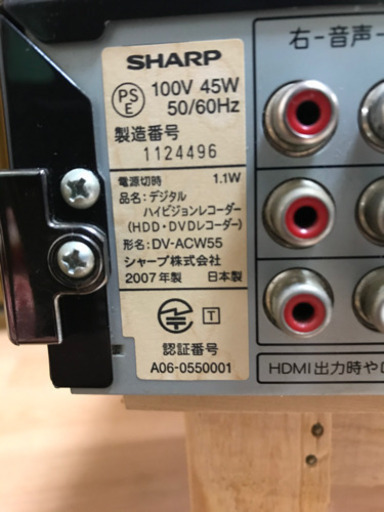 SHARP
PS
E
100V 45W
50/60Hz
製造番号
1124496
電源切時 1.1W
品名:デジタル
ハイビジョンレコーダー
(HDD・DVDレコーダー)
形名:DV-ACW55
シャープ株式会社
2007年製 日本製
T
認証番号
A06-0550001
右-音声-
HDMI出力時や